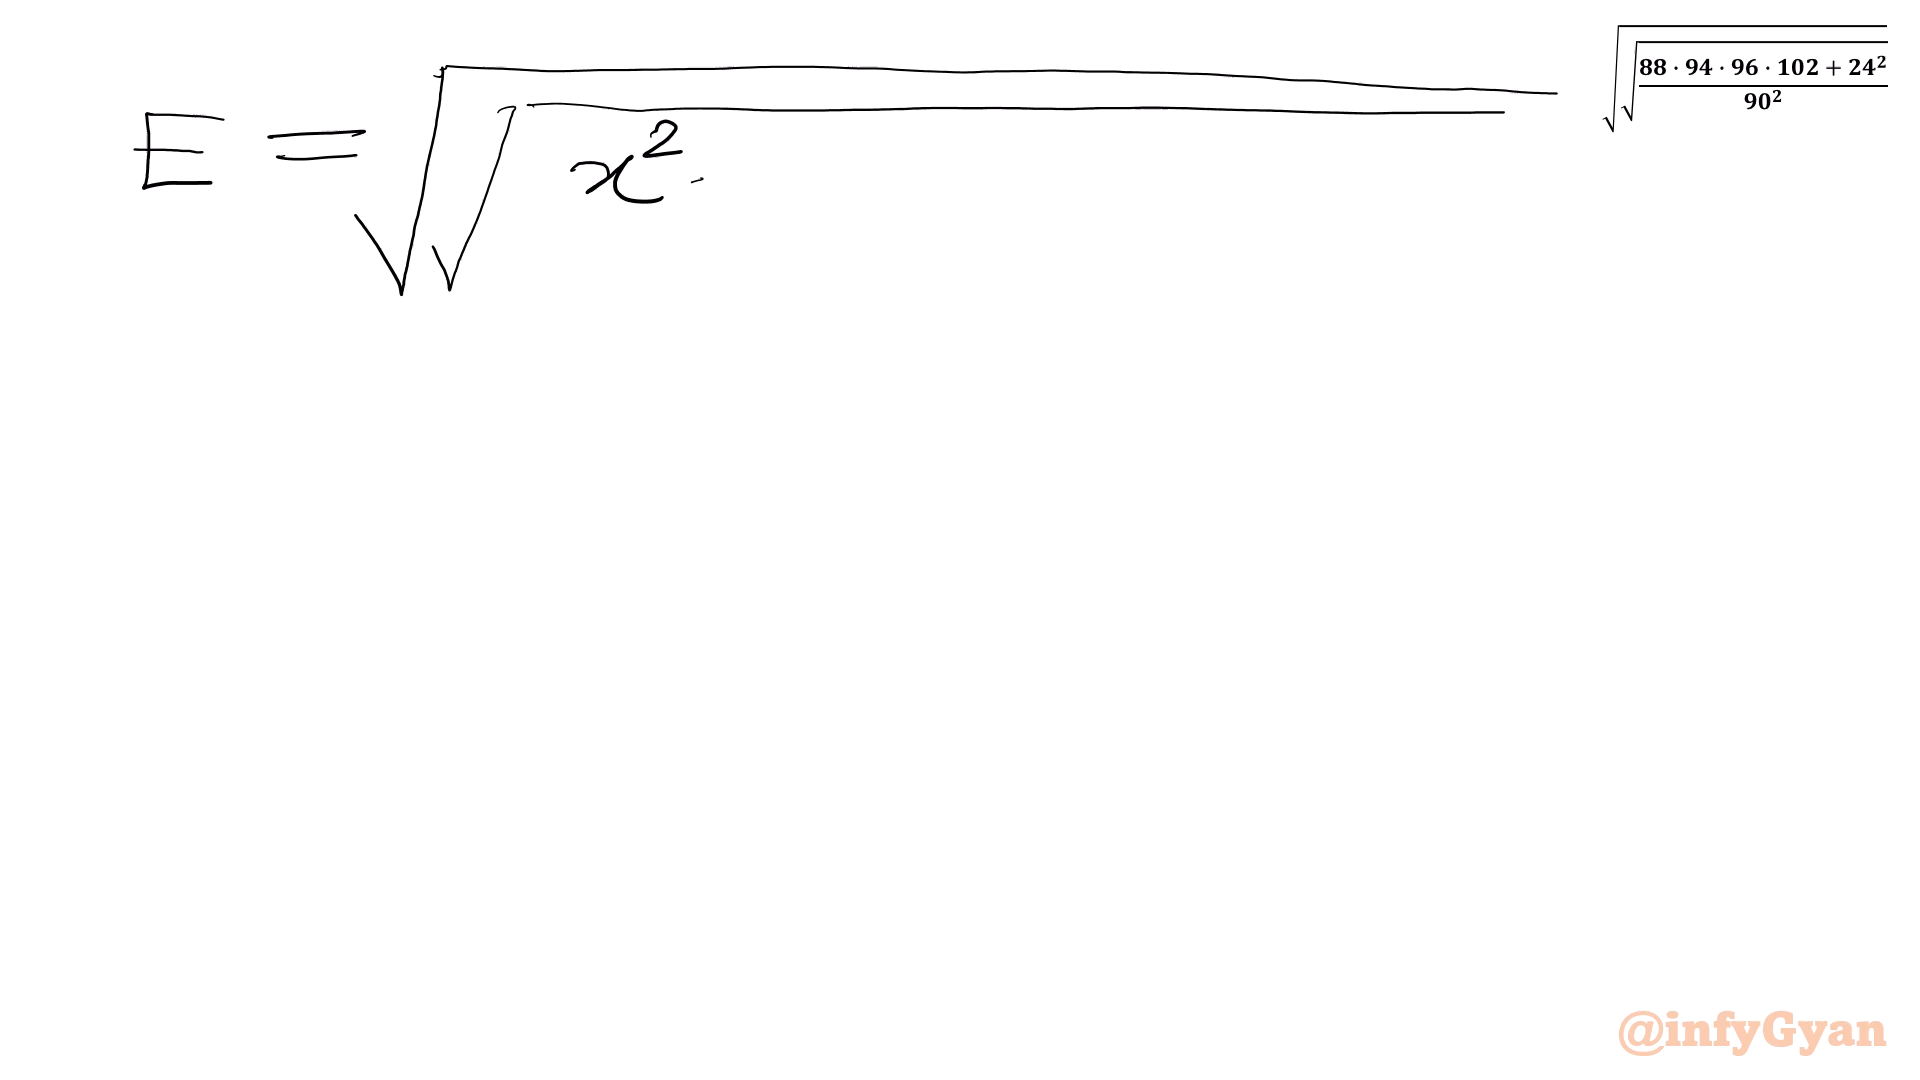 E = √√x² -
√√(88 · 94 · 96 · 102 + 24²)/90²
@infyGyan